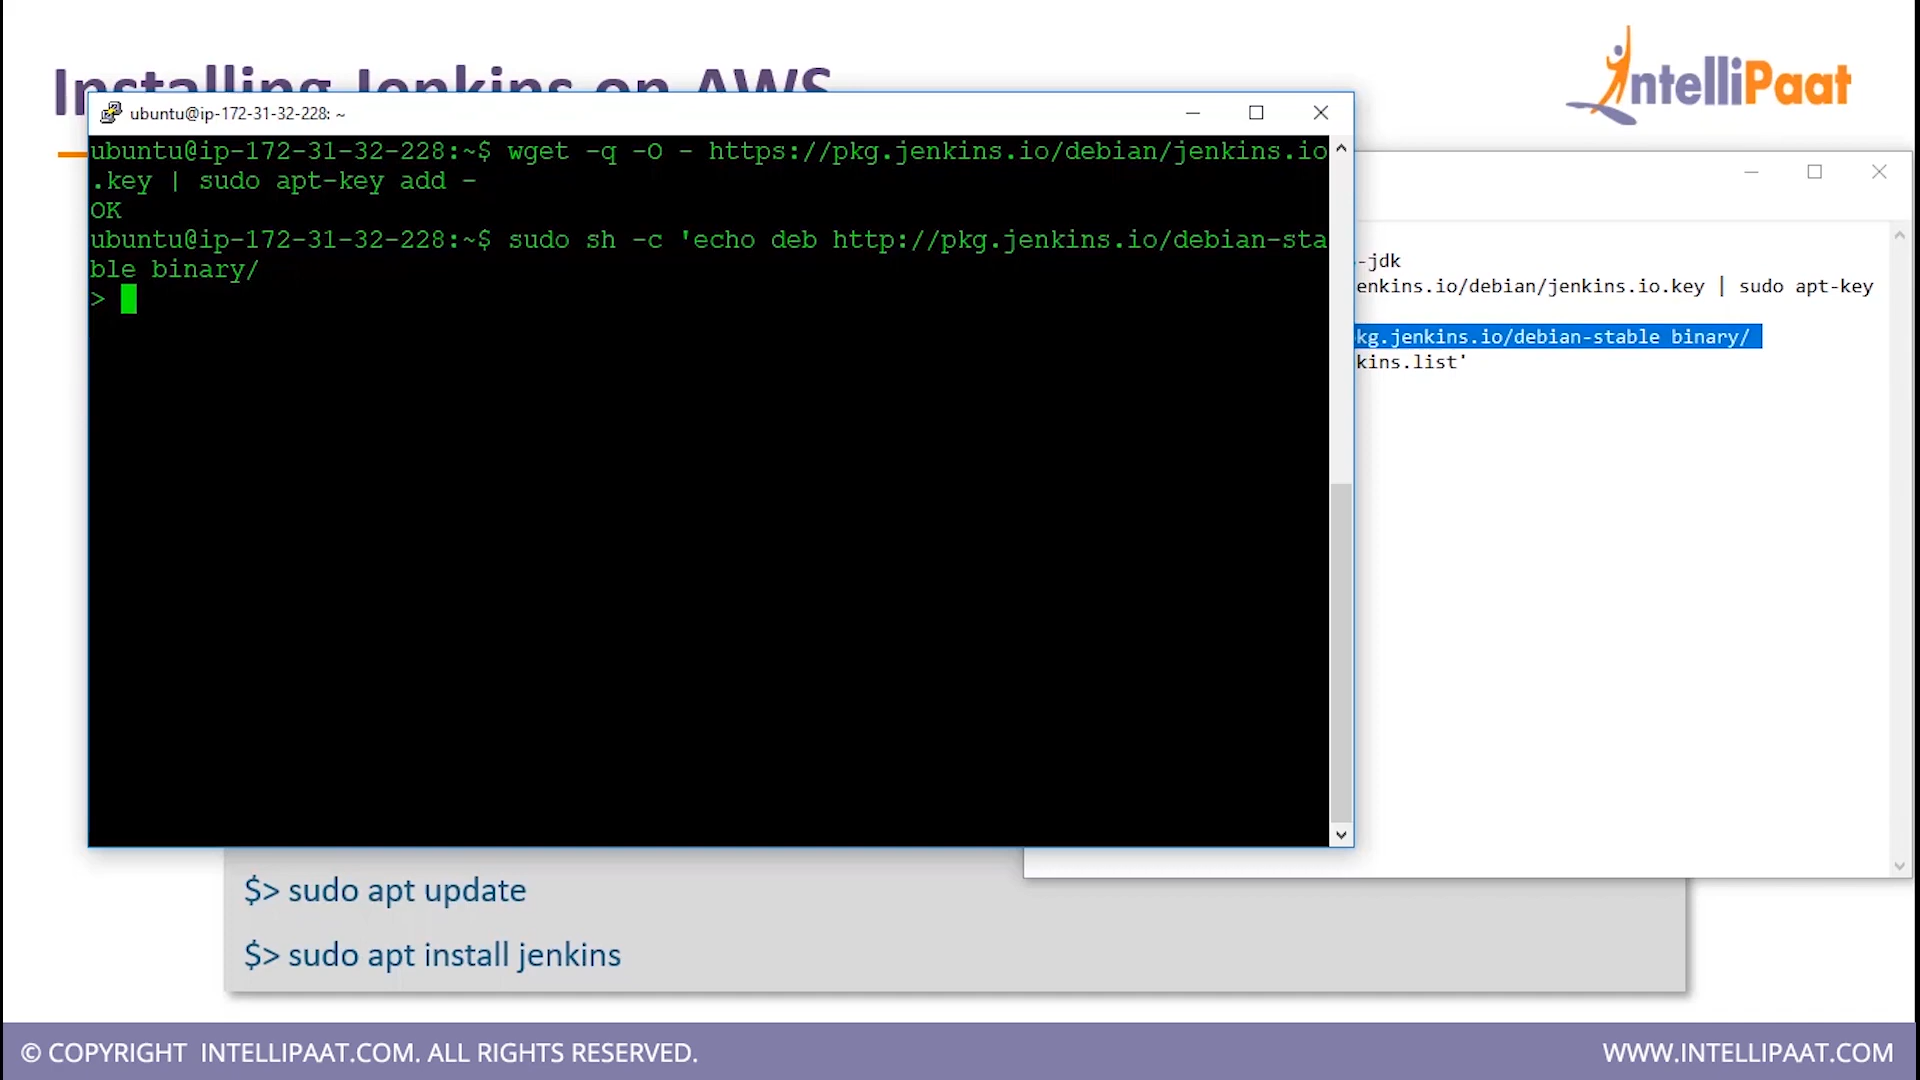 Installing Jenkins on AWS
IntelliPaat
ubuntu@ip-172-31-32-228: ~
ubuntu@ip-172-31-32-228:~$ wget -q -O - https://pkg.jenkins.io/debian/jenkins.io
.key | sudo apt-key add -
OK
ubuntu@ip-172-31-32-228:~$ sudo sh -c 'echo deb http://pkg.jenkins.io/debian-sta
ble binary/
>
-jdk
enkins.io/debian/jenkins.io.key | sudo apt-key
kg.jenkins.io/debian-stable binary/
kins.list'
$> sudo apt update
$> sudo apt install jenkins
© COPYRIGHT INTELLIPAAT.COM. ALL RIGHTS RESERVED.
WWW.INTELLIPAAT.COM